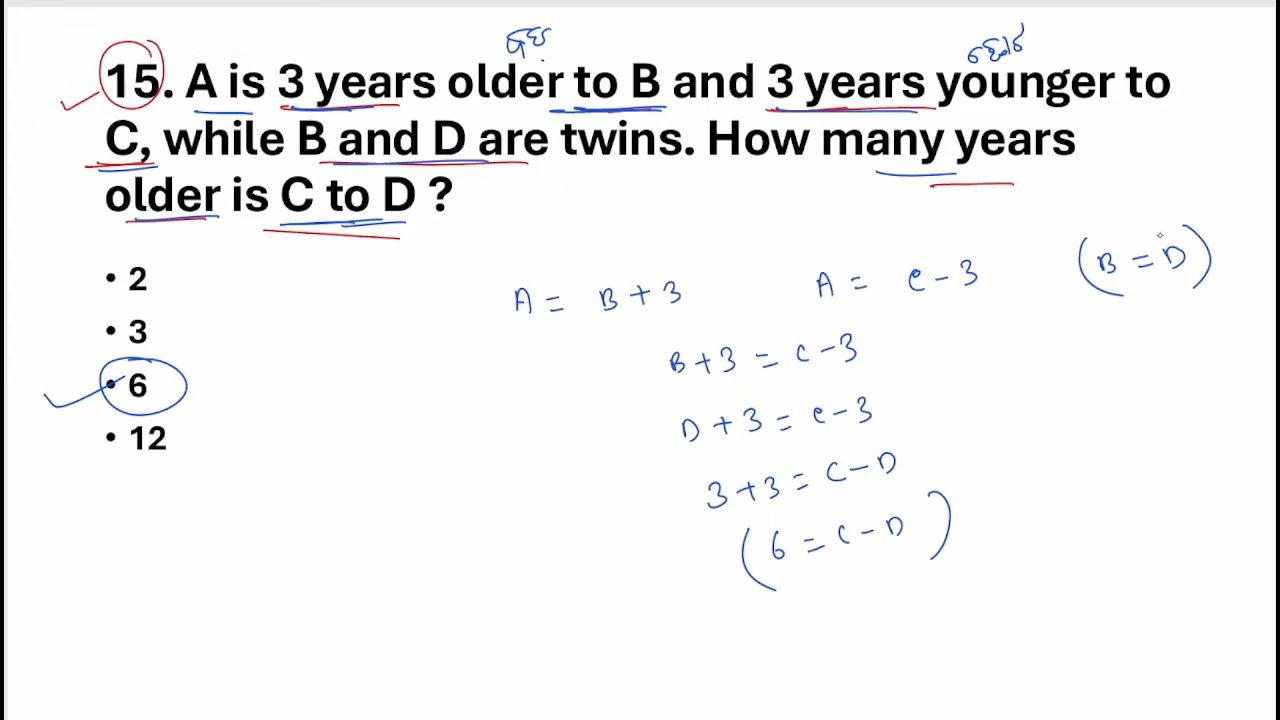 15. A is 3 years older to B and 3 years younger to
C, while B and D are twins. How many years
older is C to D ?
• 2
• 3
• 6
• 12
A = B + 3
A = C - 3
(B = D)
B + 3 = C - 3
D + 3 = C - 3
3 + 3 = C - D
(6 = C - D)